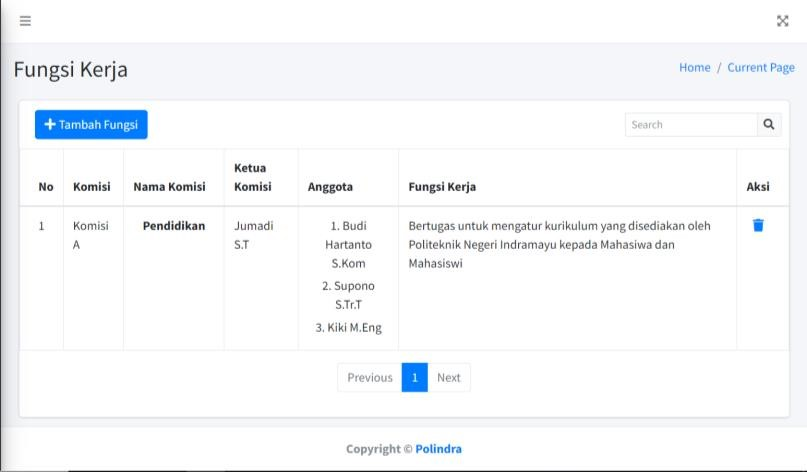 Fungsi Kerja
Home / Current Page
Tambah Fungsi
Search
No Komisi Nama Komisi Ketua Komisi Anggota Fungsi Kerja Aksi
1
Komisi
A
Pendidikan
Jumadi
S.T
1. Budi
Hartanto
S.Kom
2. Supono
S.Tr.T
3. Kiki M.Eng
Bertugas untuk mengatur kurikulum yang disediakan oleh
Politeknik Negeri Indramayu kepada Mahasiwa dan
Mahasiswi
Previous 1 Next
Copyright © Polindra